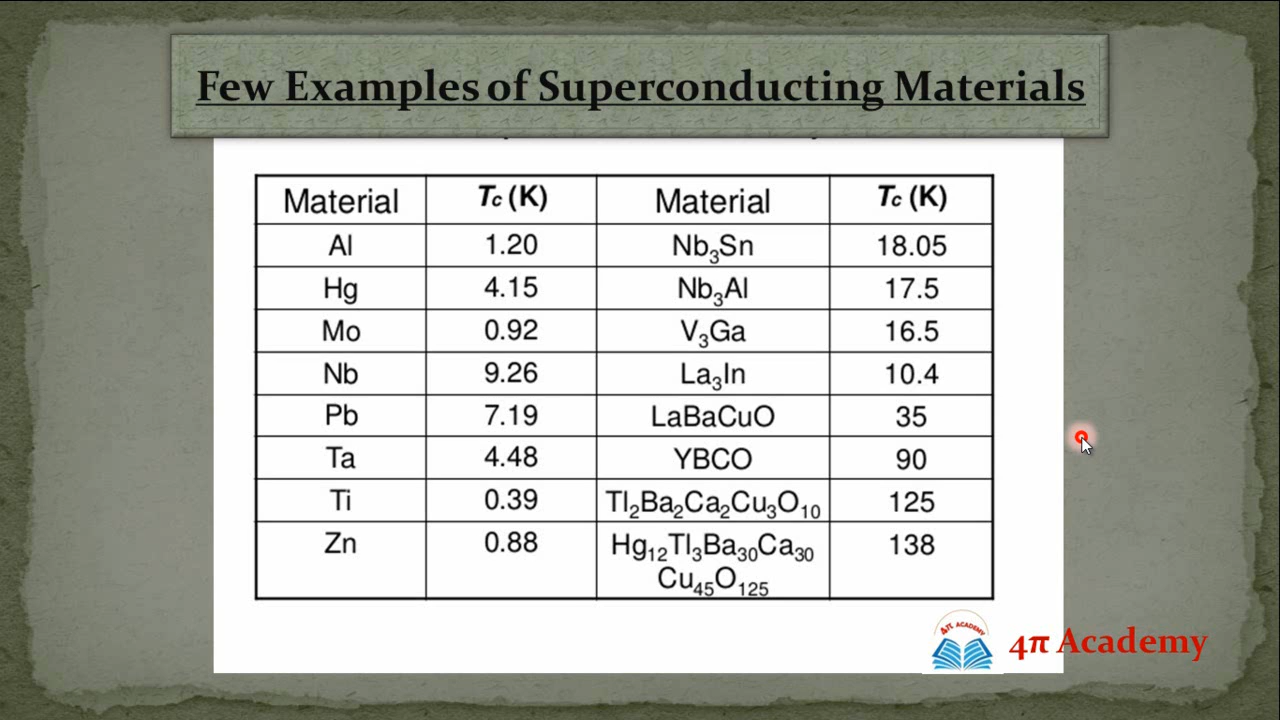 Few Examples of Superconducting Materials
Material Tc (K) Material Tc (K)
Al 1.20 Nb₃Sn 18.05
Hg 4.15 Nb₃Al 17.5
Mo 0.92 V₃Ga 16.5
Nb 9.26 La₃In 10.4
Pb 7.19 LaBaCuO 35
Ta 4.48 YBCO 90
Ti 0.39 Tl₂Ba₂Ca₂Cu₃O₁₀ 125
Zn 0.88 Hg₁₂Tl₃Ba₃₀Ca₃₀ 138
Cu₄₅O₁₂₅
4π ACADEMY
4π Academy